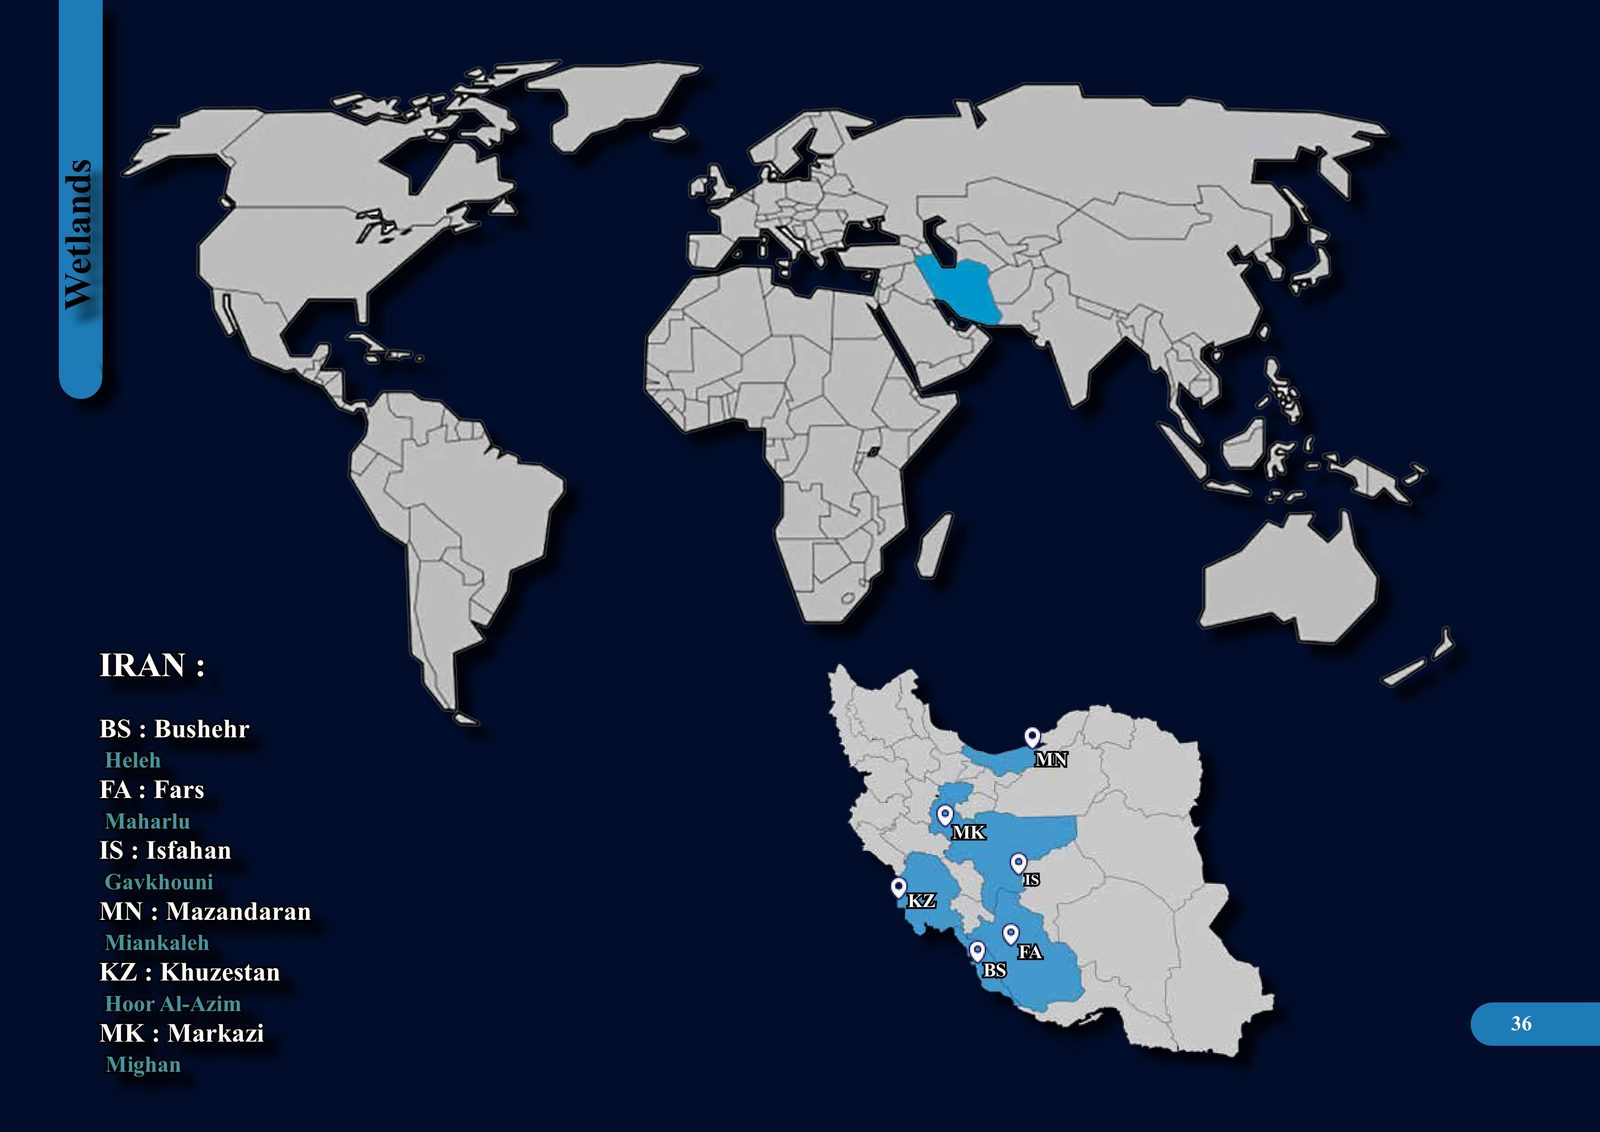 Wetlands
IRAN :
BS : Bushehr
Heleh
FA : Fars
Maharlu
IS : Isfahan
Gavkhouni
MN : Mazandaran
Miankaleh
KZ : Khuzestan
Hoor Al-Azim
MK : Markazi
Mighan
MN
MK
IS
KZ
FA
BS
36